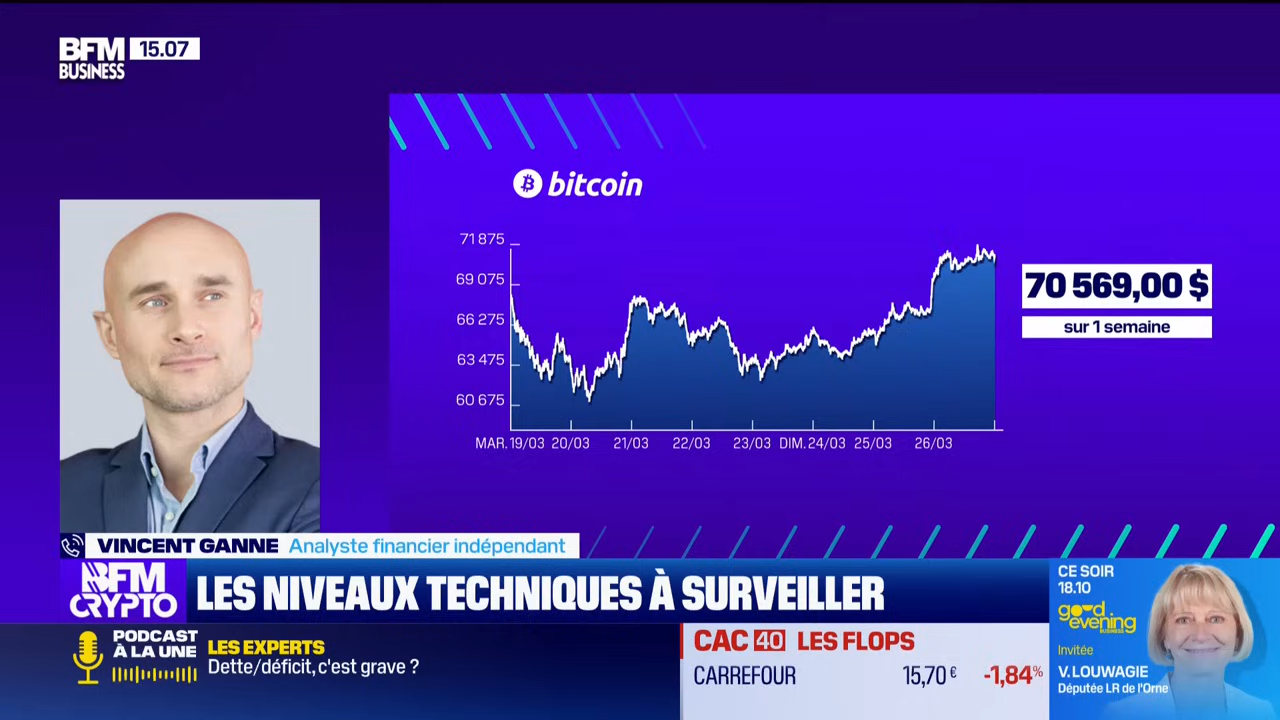 BFM 15.07
BUSINESS
bitcoin
71 875
69 075
66 275
63 475
60 675
MAR. 19/03 20/03 21/03 22/03 23/03 DIM. 24/03 25/03 26/03
70 569,00 $
sur 1 semaine
VINCENT GANNE Analyste financier indépendant
BFM
CRYPTO
LES NIVEAUX TECHNIQUES À SURVEILLER
PODCAST
À LA UNE
LES EXPERTS
Dette/déficit, c'est grave ?
CAC 40 LES FLOPS
CARREFOUR 15,70 € -1,84%
CE SOIR
18.10
good
evening
BUSINESS
Invitée
V. LOUWAGIE
Députée LR de l'Orne